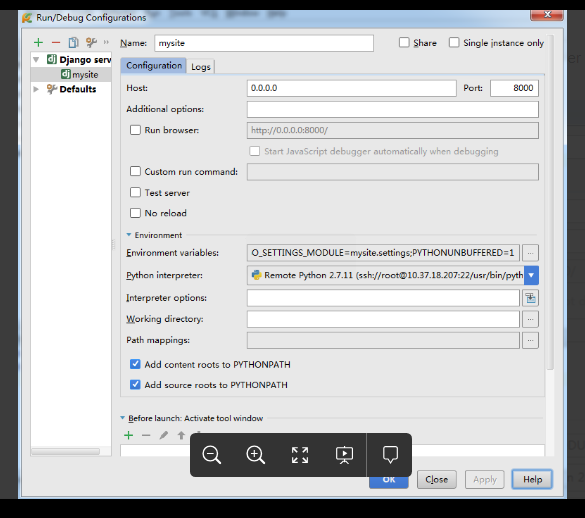 Run/Debug Configurations
Name: mysite
Share
Single instance only
Django serv
mysite
Defaults
Configuration
Logs
Host: 0.0.0.0 Port: 8000
Additional options:
Run browser: http://0.0.0.0:8000/
Start JavaScript debugger automatically when debugging
Custom run command:
Test server
No reload
Environment
Environment variables: O_SETTINGS_MODULE=mysite.settings;PYTHONUNBUFFERED=1 ...
Python interpreter: Remote Python 2.7.11 (ssh://root@10.37.18.207:22/usr/bin/pyth
Interpreter options:
Working directory: ...
Path mappings: ...
Add content roots to PYTHONPATH
Add source roots to PYTHONPATH
Before launch: Activate tool window
OK Close Apply Help